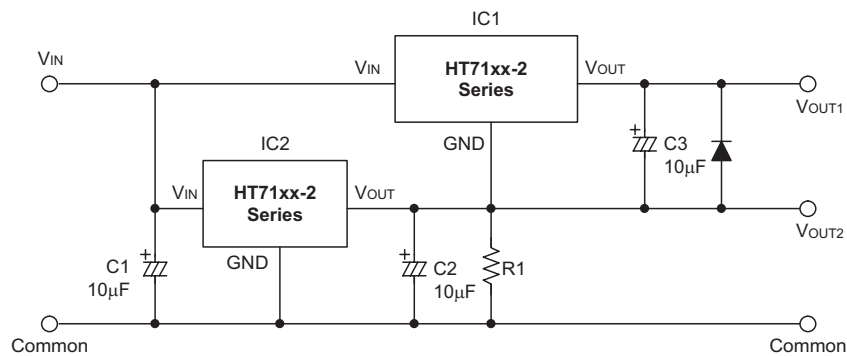 IC1
VIN
VIN
HT71xx-2
Series
VOUT
VOUT1
GND
C3
10μF
IC2
VIN
HT71xx-2
Series
VOUT
VOUT2
GND
C1
10μF
C2
10μF
R1
Common
Common